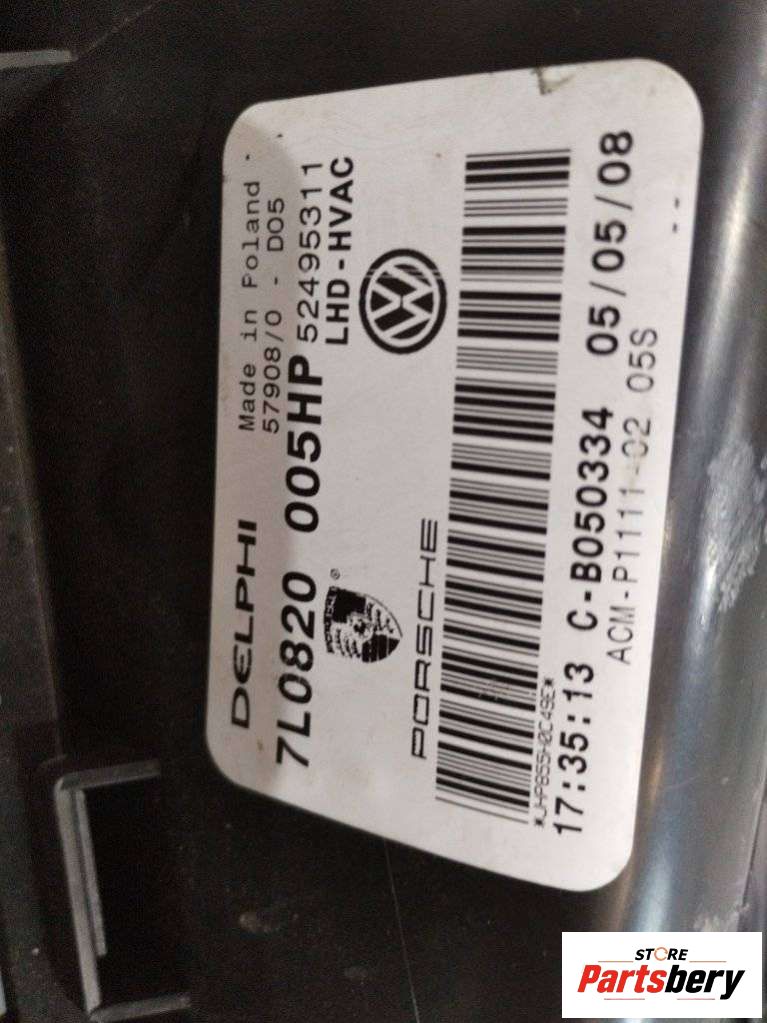 DELPHI
Made in Poland
57908/0 - D05
7L0820 005HP 52495311
LHD-HVAC
PORSCHE
17:35:13 C-B050334 05/05/08
ACM-P1111-02 05S
STORE
Partsbery